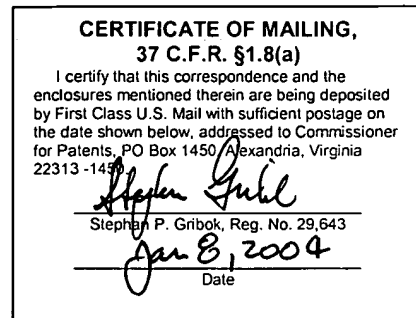 CERTIFICATE OF MAILING,
37 C.F.R. §1.8(a)
I certify that this correspondence and the
enclosures mentioned therein are being deposited
by First Class U.S. Mail with sufficient postage on
the date shown below, addressed to Commissioner
for Patents, PO Box 1450, Alexandria, Virginia
22313 -1450.
Stephen Gribok
Stephan P. Gribok, Reg. No. 29,643
Jan 8, 2004
Date